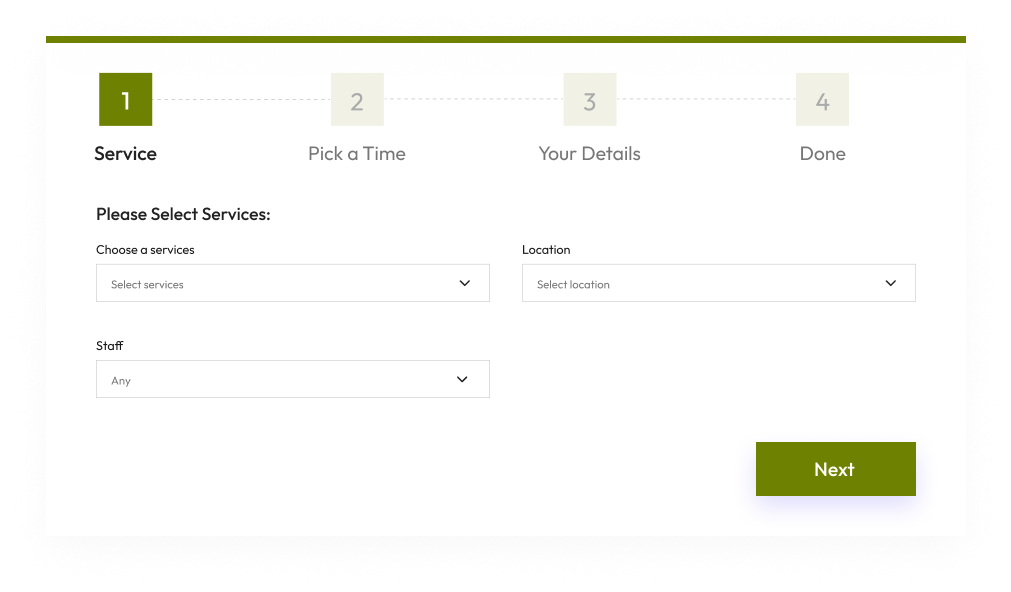 1 2 3 4
Service Pick a Time Your Details Done
Please Select Services:
Choose a services Location
Select services Select location
Staff
Any
Next